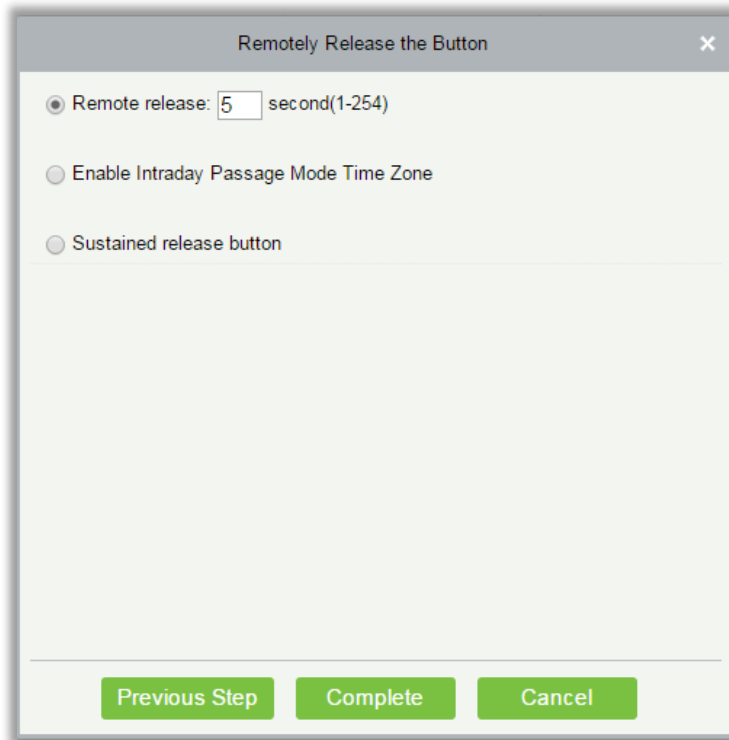 Remotely Release the Button ×
Remote release: 5 second(1-254)
Enable Intraday Passage Mode Time Zone
Sustained release button
Previous Step Complete Cancel